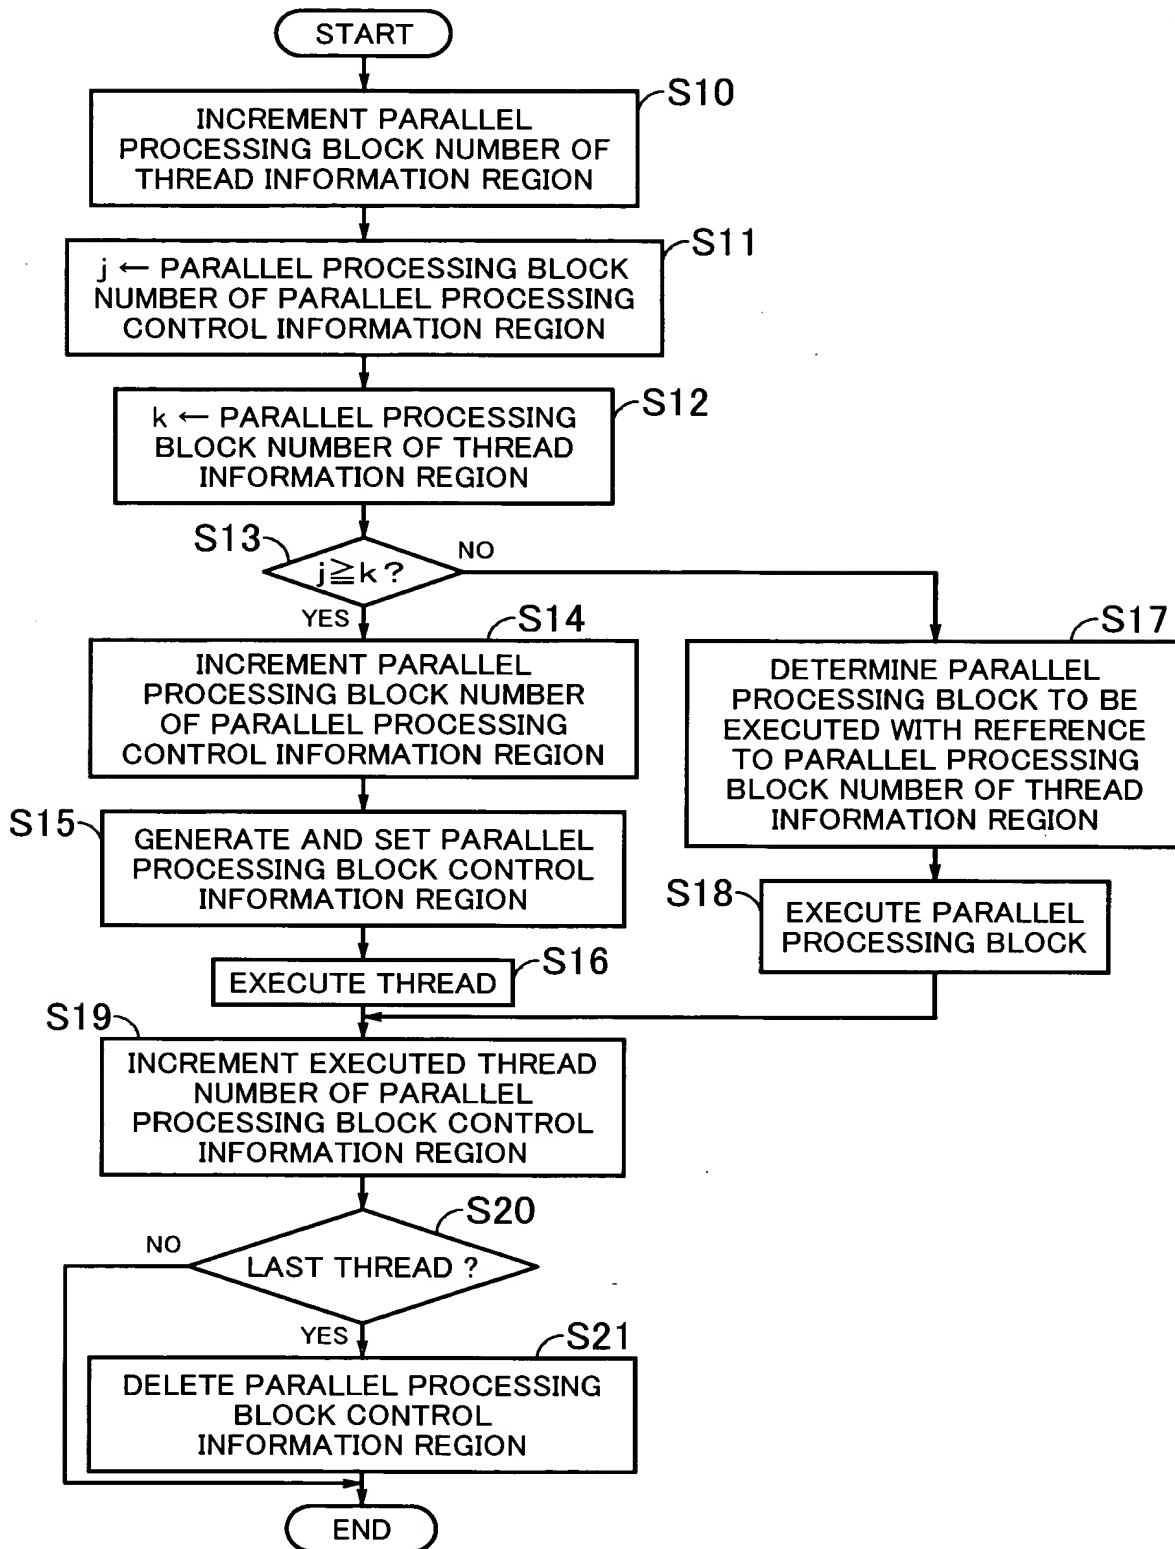 START
S10
INCREMENT PARALLEL
PROCESSING BLOCK NUMBER OF
THREAD INFORMATION REGION
S11
j ← PARALLEL PROCESSING BLOCK
NUMBER OF PARALLEL PROCESSING
CONTROL INFORMATION REGION
S12
k ← PARALLEL PROCESSING
BLOCK NUMBER OF THREAD
INFORMATION REGION
S13
j≧k?
NO
YES
S14
INCREMENT PARALLEL
PROCESSING BLOCK NUMBER
OF PARALLEL PROCESSING
CONTROL INFORMATION REGION
S17
DETERMINE PARALLEL
PROCESSING BLOCK TO BE
EXECUTED WITH REFERENCE
TO PARALLEL PROCESSING
BLOCK NUMBER OF THREAD
INFORMATION REGION
S15
GENERATE AND SET PARALLEL
PROCESSING BLOCK CONTROL
INFORMATION REGION
S18
EXECUTE PARALLEL
PROCESSING BLOCK
S16
EXECUTE THREAD
S19
INCREMENT EXECUTED THREAD
NUMBER OF PARALLEL
PROCESSING BLOCK CONTROL
INFORMATION REGION
S20
LAST THREAD ?
NO
YES
S21
DELETE PARALLEL PROCESSING
BLOCK CONTROL
INFORMATION REGION
END